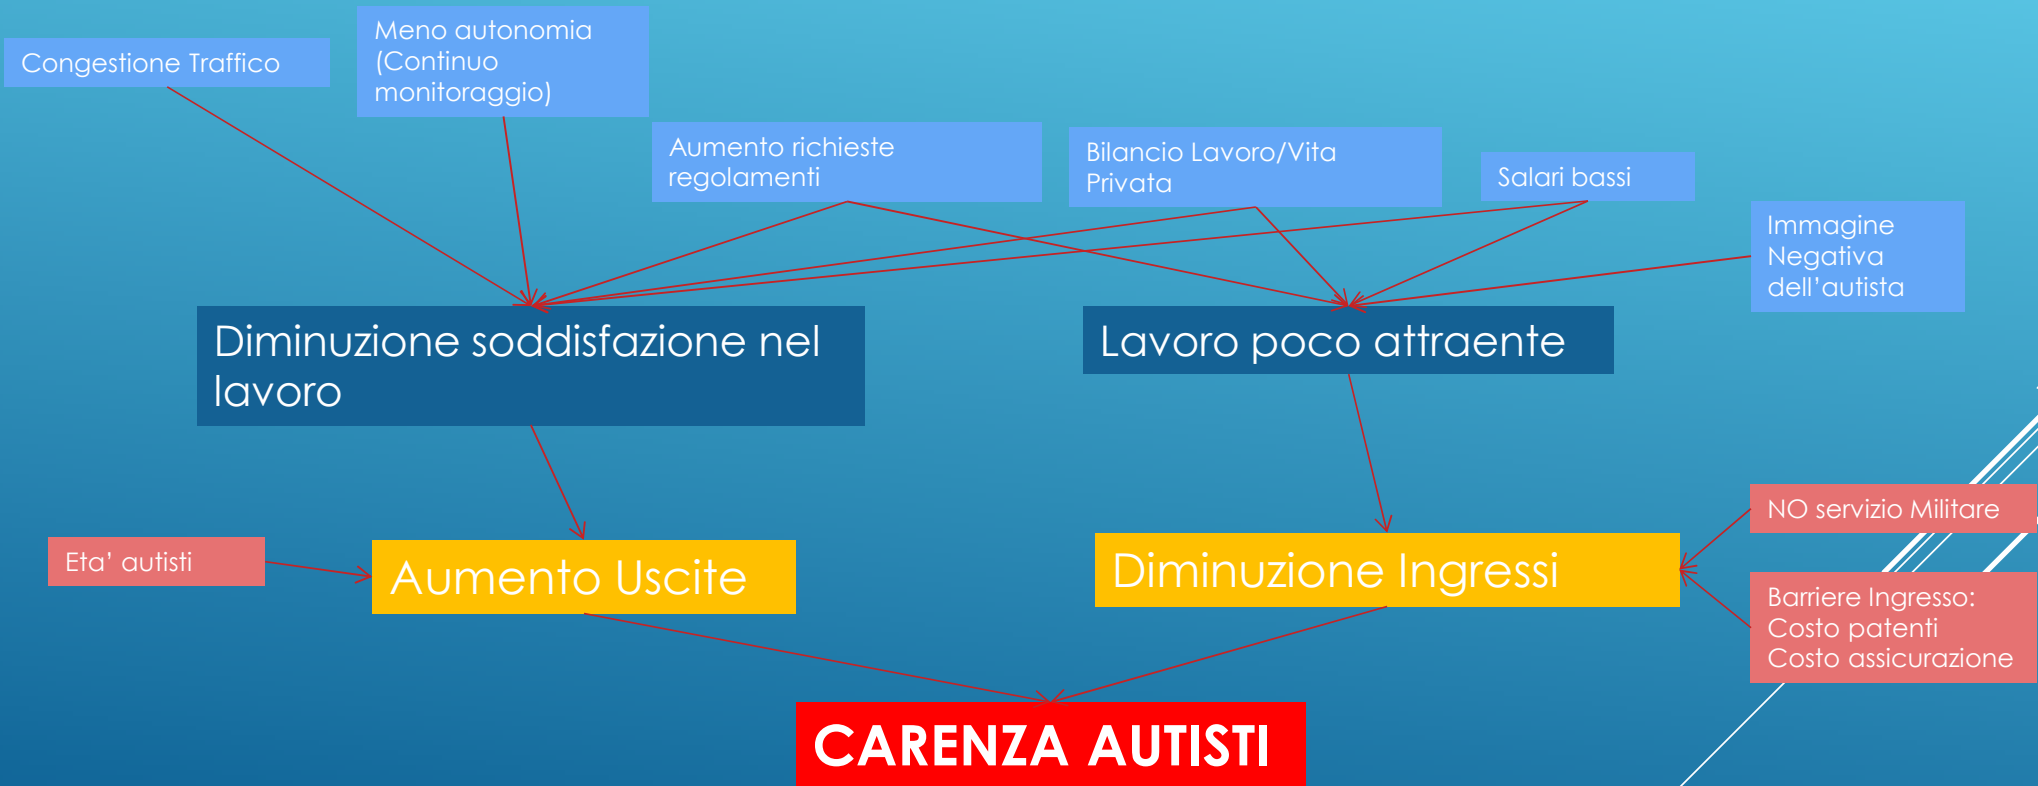 Congestione Traffico
Meno autonomia
(Continuo
monitoraggio)
Aumento richieste
regolamenti
Bilancio Lavoro/Vita
Privata
Salari bassi
Immagine
Negativa
dell'autista
Diminuzione soddisfazione nel
lavoro
Lavoro poco attraente
Eta' autisti
Aumento Uscite
Diminuzione Ingressi
NO servizio Militare
Barriere Ingresso:
Costo patenti
Costo assicurazione
CARENZA AUTISTI